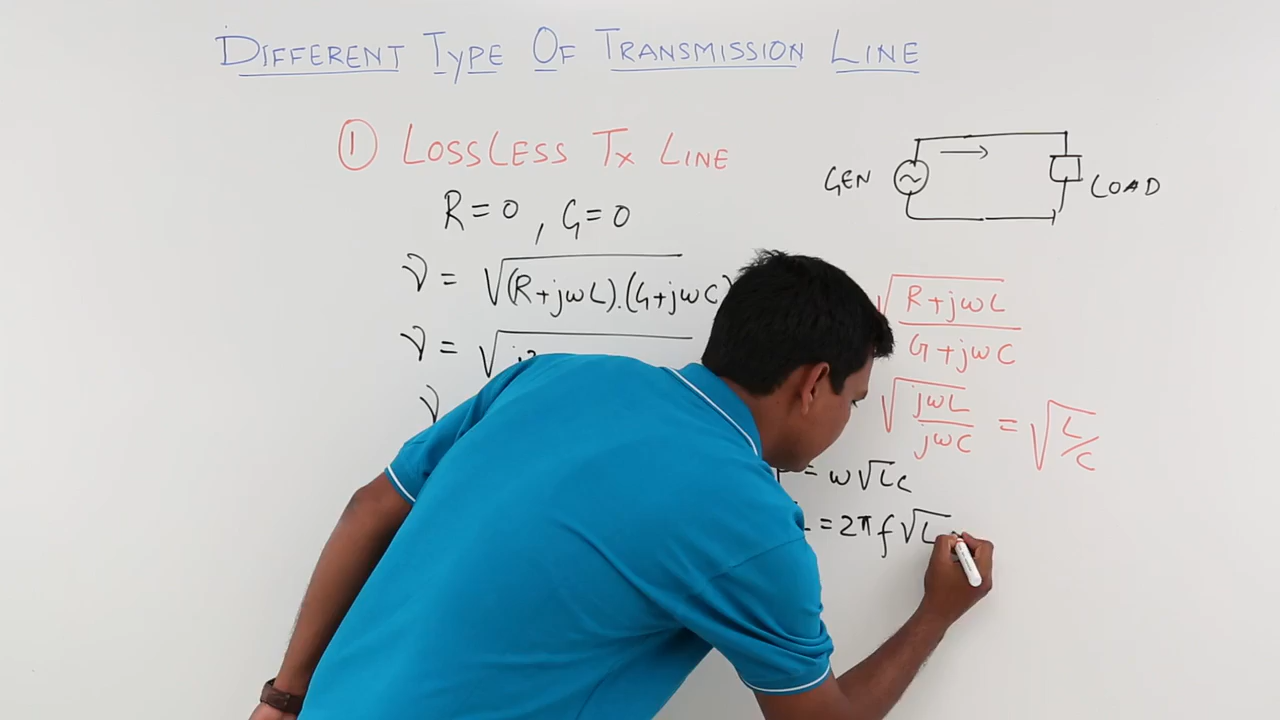 DIFFERENT TYPE OF TRANSMISSION LINE
① LOSSLESS Tx LINE
R=0 , G=0
GEN
LOAD
γ = √(R+jωL).(G+jωC)
γ = √
γ
√R+jωL/G+jωC
√jωL/jωC = √L/C
= ω√LC
= 2πf√L